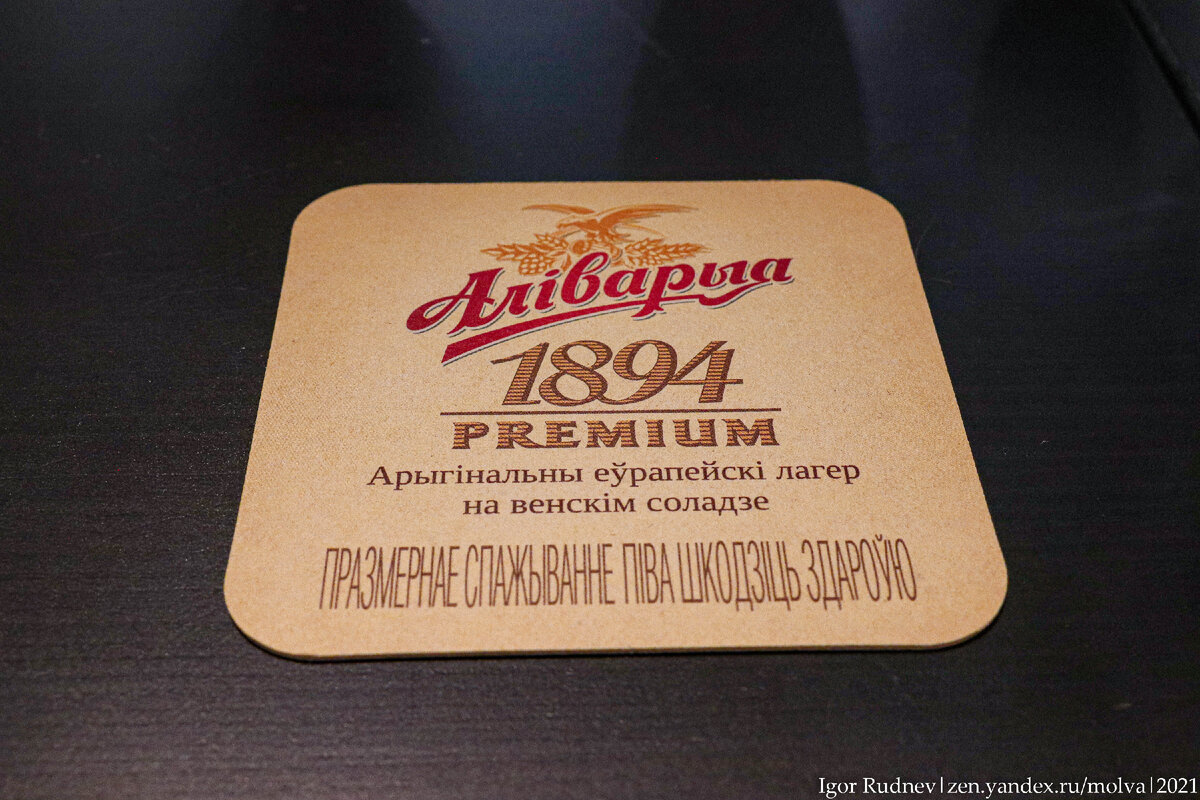 Аліварыа
1894
PREMIUM
Арыгінальны еўрапейскі лагер
на венскім соладзе
ПРАЗМЕРНАЕ СПАЖЫВАННЕ ПІВА ШКОДЗІЦЬ ЗДАРОЎЮ
Igor Rudnev|zen.yandex.ru/molva|2021